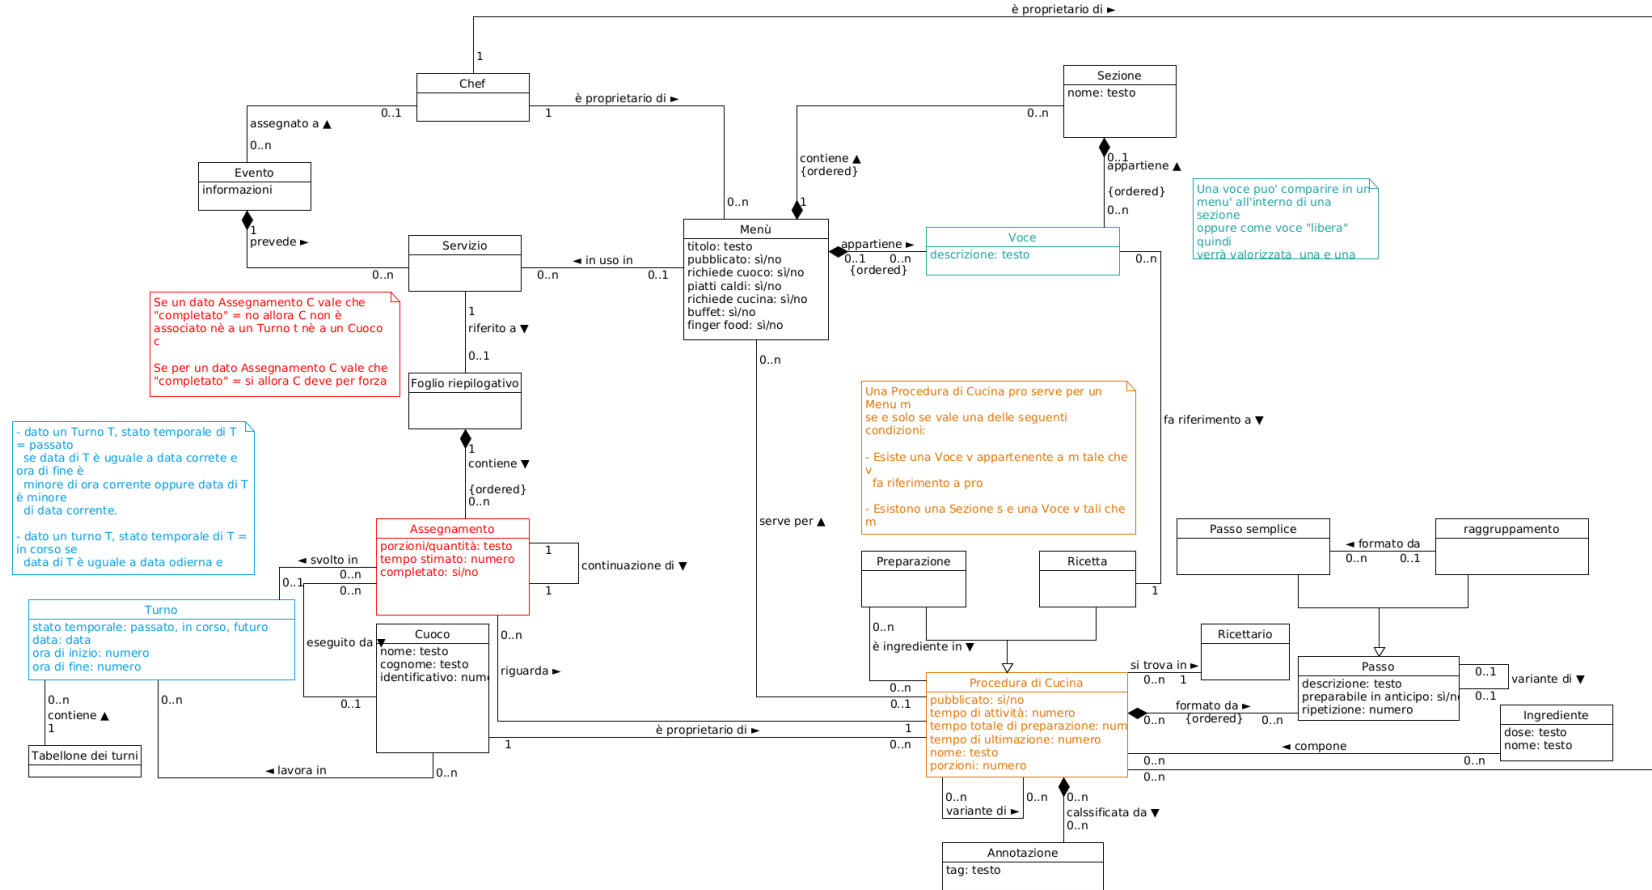 è proprietario di ►
1
Chef
0..1
1
è proprietario di ►
assegnato a ▲
0..n
Evento
informazioni
1
prevede ►
0..n
Servizio
0..n
◄ in uso in
0..1
Sezione
nome: testo
0..n
contiene ▲
{ordered}
1
0..n
0..1
appartiene ▲
{ordered}
0..n
Una voce puo' comparire in un
menu' all'interno di una
sezione
oppure come voce "libera"
quindi
verrà valorizzata una e una
Menù
titolo: testo
pubblicato: sì/no
richiede cuoco: sì/no
piatti caldi: sì/no
richiede cucina: sì/no
buffet: sì/no
finger food: sì/no
appartiene ►
0..1
0..n
{ordered}
Voce
descrizione: testo
0..n
Se un dato Assegnamento C vale che
"completato" = no allora C non è
associato nè a un Turno t nè a un Cuoco
c
Se per un dato Assegnamento C vale che
"completato" = si allora C deve per forza
1
riferito a ▼
0..1
Foglio riepilogativo
1
contiene ▼
{ordered}
0..n
0..n
serve per ▲
Una Procedura di Cucina pro serve per un
Menu m
se e solo se vale una delle seguenti
condizioni:
- Esiste una Voce v appartenente a m tale che
v
fa riferimento a pro
- Esistono una Sezione s e una Voce v tali che
m
fa riferimento a ▼
- dato un Turno T, stato temporale di T
= passato
se data di T è uguale a data correte e
ora di fine è
minore di ora corrente oppure data di T
è minore
di data corrente.
- dato un turno T, stato temporale di T =
in corso se
data di T è uguale a data odierna e
Assegnamento
porzioni/quantità: testo
tempo stimato: numero
completato: si/no
1
continuazione di ▼
1
◄ svolto in
0..n
0..1
0..n
Turno
stato temporale: passato, in corso, futuro
data: data
ora di inizio: numero
ora di fine: numero
eseguito da ▼
0..1
Cuoco
nome: testo
cognome: testo
identificativo: num
0..n
riguarda ►
1
Preparazione
Ricetta
1
0..n
è ingrediente in ▼
0..n
0..1
Passo semplice
◄ formato da
0..n
0..1
raggruppamento
Ricettario
si trova in ►
0..n
1
Passo
descrizione: testo
preparabile in anticipo: sì/n
ripetizione: numero
0..1
variante di ▼
0..1
Procedura di Cucina
pubblicato: sì/no
tempo di attività: numero
tempo totale di preparazione: num
tempo di ultimazione: numero
nome: testo
porzioni: numero
formato da ►
0..n
{ordered}
0..n
Ingrediente
dose: testo
nome: testo
◄ compone
0..n
0..n
0..n
1
è proprietario di ►
0..n
0..n
contiene ▲
1
Tabellone dei turni
0..n
◄ lavora in
0..n
0..n
variante di ►
0..n
0..n
calssificata da ▼
0..n
Annotazione
tag: testo